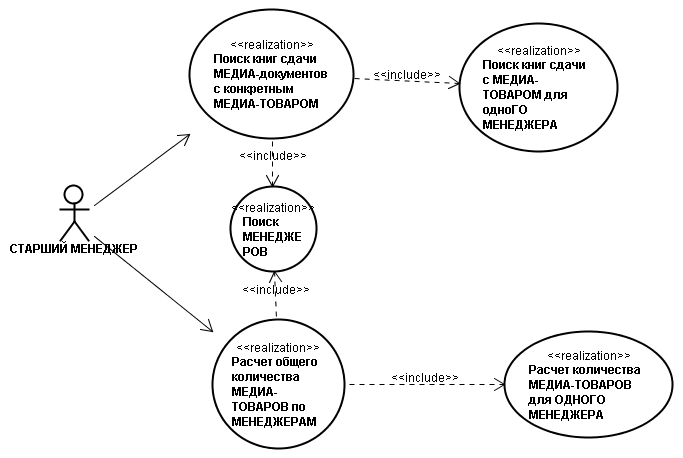 <<realization>>
Поиск книг сдачи
МЕДИА-документов
с конкретным
МЕДИА-ТОВАРОМ
<<include>>
<<realization>>
Поиск книг сдачи
с МЕДИА-
ТОВАРОМ для
одноГО
МЕНЕДЖЕРА
<<include>>
<<realization>>
Поиск
МЕНЕДЖЕ
РОВ
СТАРШИЙ МЕНЕДЖЕР
<<include>>
<<realization>>
Расчет общего
количества
МЕДИА-
ТОВАРОВ по
МЕНЕДЖЕРАМ
<<include>>
<<realization>>
Расчет количества
МЕДИА-ТОВАРОВ
для ОДНОГО
МЕНЕДЖЕРА